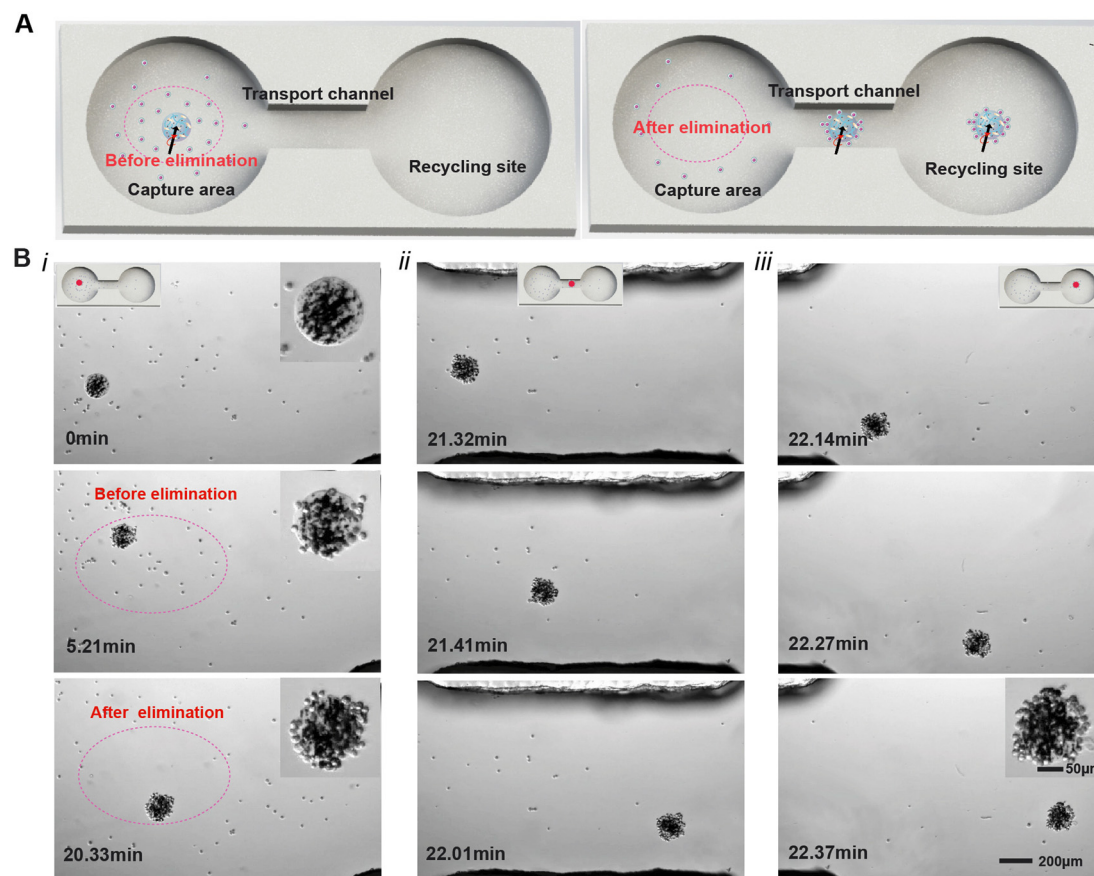 A
Transport channel
Before elimination
Capture area
Recycling site
Transport channel
After elimination
Capture area
Recycling site
B
i
ii
iii
0min
21.32min
22.14min
Before elimination
5.21min
21.41min
22.27min
After elimination
20.33min
22.01min
50μm
22.37min
200μm